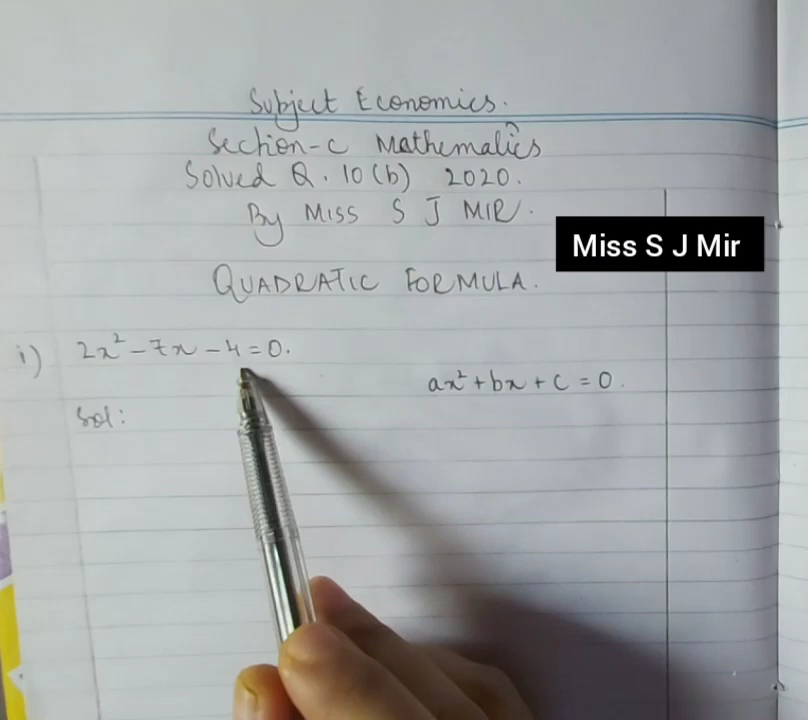 Subject Economics.
Section-C Mathematics
Solved Q. 10(b) 2020.
By Miss S J MIR.
Miss S J Mir
QUADRATIC FORMULA.
i) 2x² - 7x - 4 = 0.
ax² + bx + c = 0.
Sol: